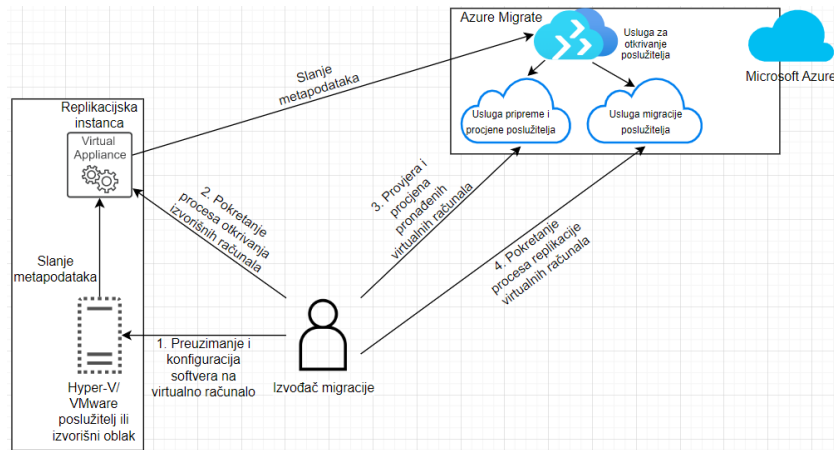 Azure Migrate
Usluga za
otkrivanje
poslužitelja
Microsoft Azure
Usluga pripreme i
procjene poslužitelja
Usluga migracije
poslužitelja
Slanje
metapodataka
Replikacijska
instanca
Virtual
Appliance
2. Pokretanje
procesa otkrivanja
izvorišnih računala
3. Provjera i
procjena
pronađenih
virtualnih računala
4. Pokretanje
procesa replikacije
virtualnih računala
Slanje
metapodataka
1. Preuzimanje i
konfiguracija
softvera na
virtualno računalo
Izvođač migracije
Hyper-V/
VMware
poslužitelj ili
izvorišni oblak